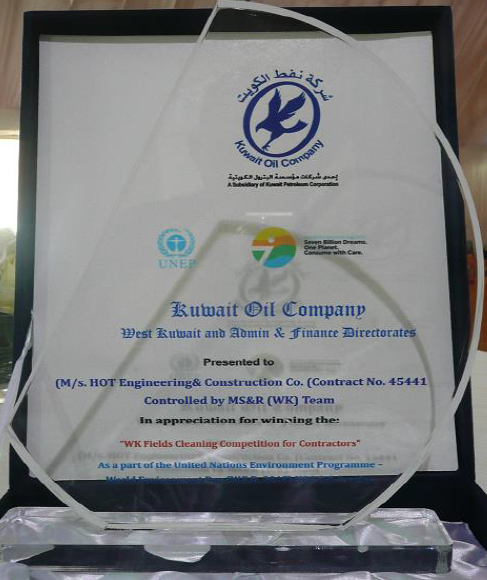 شركة نفط الكويت
Kuwait Oil Company
إحدى شركات مؤسسة البترول الكويتية
A Subsidiary of Kuwait Petroleum Corporation
UNEP
Seven Billion Dreams.
One Planet.
Consume with Care.
Kuwait Oil Company
West Kuwait and Admin & Finance Directorates
Presented to
(M/s. HOT Engineering& Construction Co. (Contract No. 45441
Controlled by MS&R (WK) Team
In appreciation for winning the:
"WK Fields Cleaning Competition for Contractors"
As a part of the United Nations Environment Programme –
World Environment Day